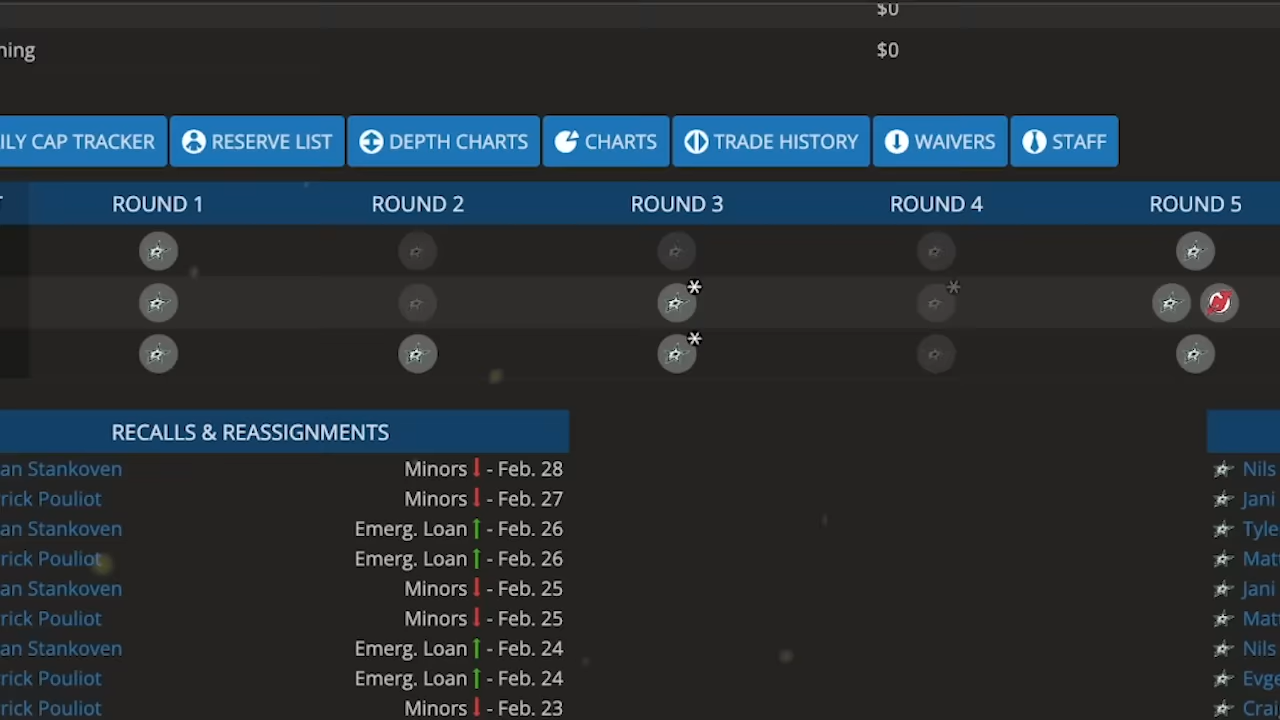 $0
ning $0
ILY CAP TRACKER RESERVE LIST DEPTH CHARTS CHARTS TRADE HISTORY WAIVERS STAFF
ROUND 1 ROUND 2 ROUND 3 ROUND 4 ROUND 5
*
*
*
RECALLS & REASSIGNMENTS
an Stankoven Minors - Feb. 28 Nils
rick Pouliot Minors - Feb. 27 Jani
an Stankoven Emerg. Loan - Feb. 26 Tyle
rick Pouliot Emerg. Loan - Feb. 26 Matt
an Stankoven Minors - Feb. 25 Jani
rick Pouliot Minors - Feb. 25 Matt
an Stankoven Emerg. Loan - Feb. 24 Nils
rick Pouliot Emerg. Loan - Feb. 24 Evge
rick Pouliot Minors - Feb. 23 Crai